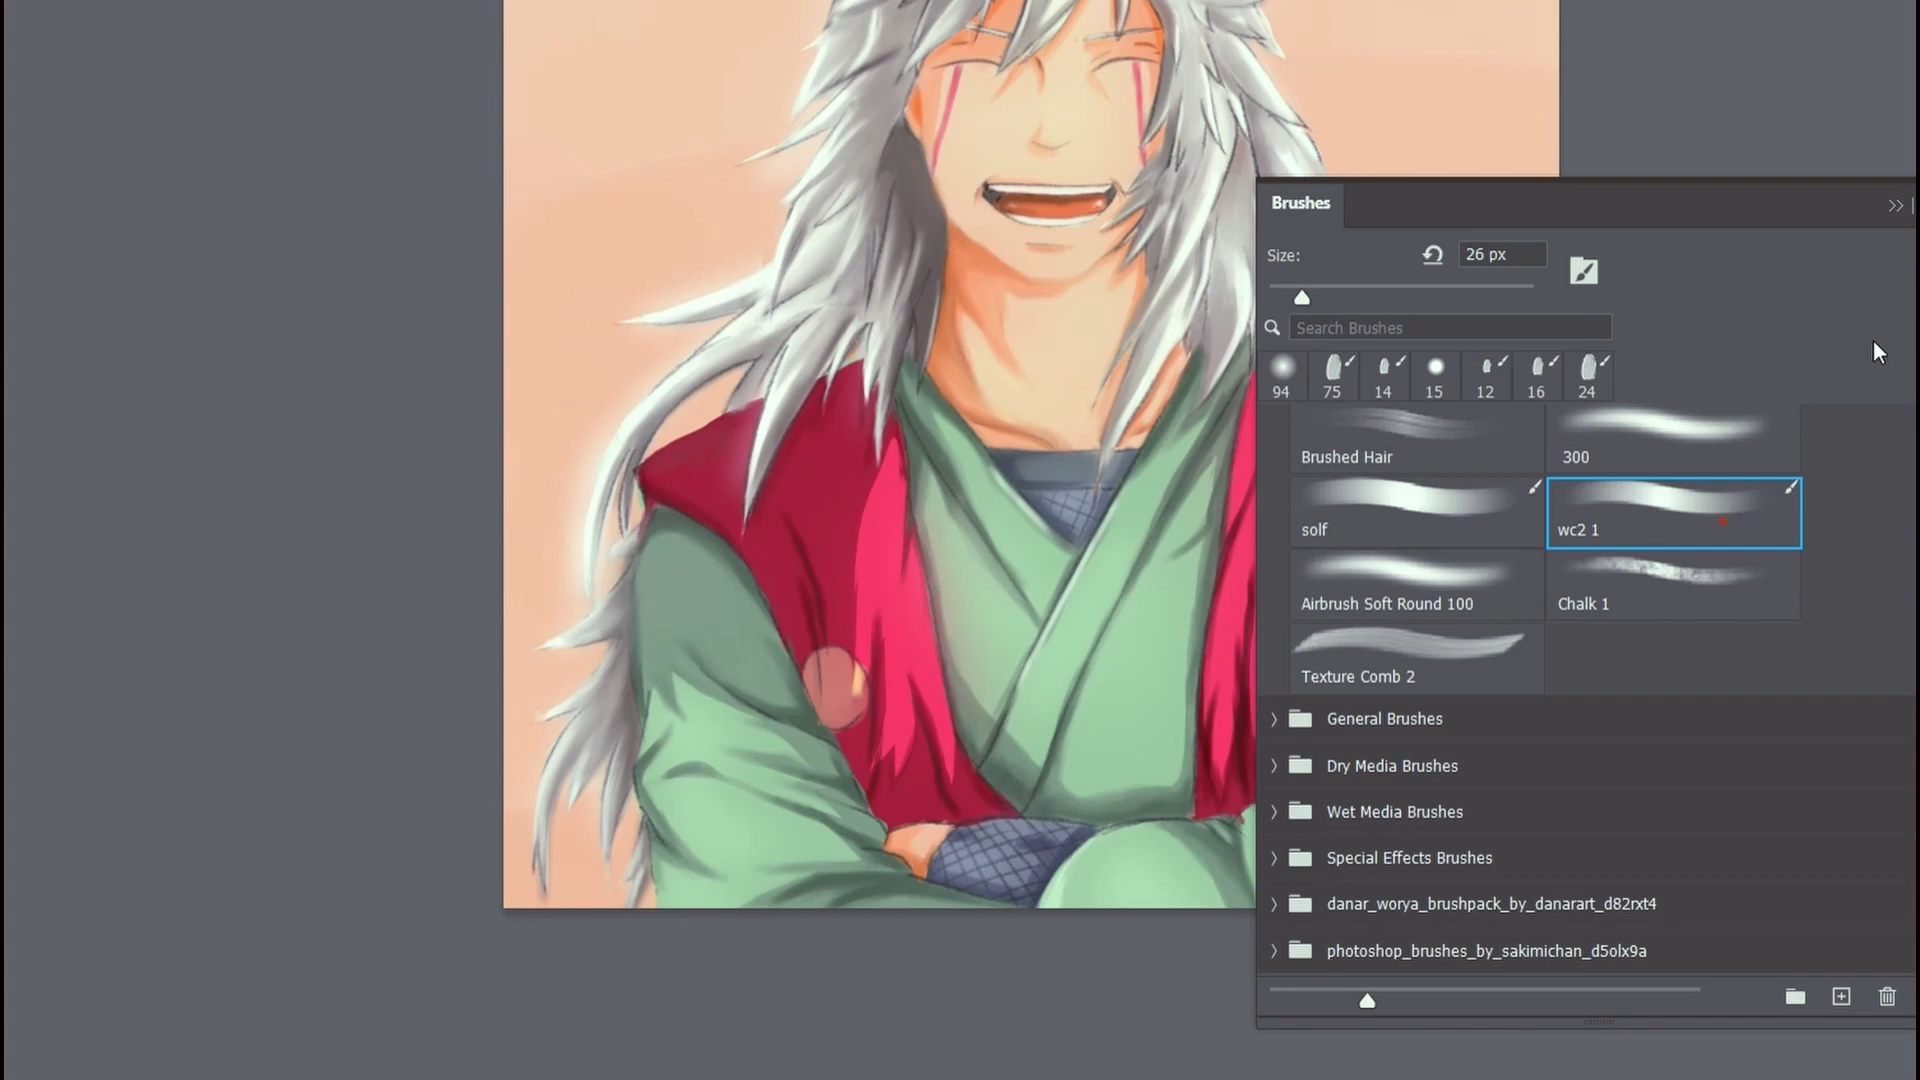 Brushes
Size:
26 px
Search Brushes
94 75 14 15 12 16 24
Brushed Hair
300
solf
wc2 1
Airbrush Soft Round 100
Chalk 1
Texture Comb 2
General Brushes
Dry Media Brushes
Wet Media Brushes
Special Effects Brushes
danar_worya_brushpack_by_danarart_d82rxt4
photoshop_brushes_by_sakimichan_d5olx9a